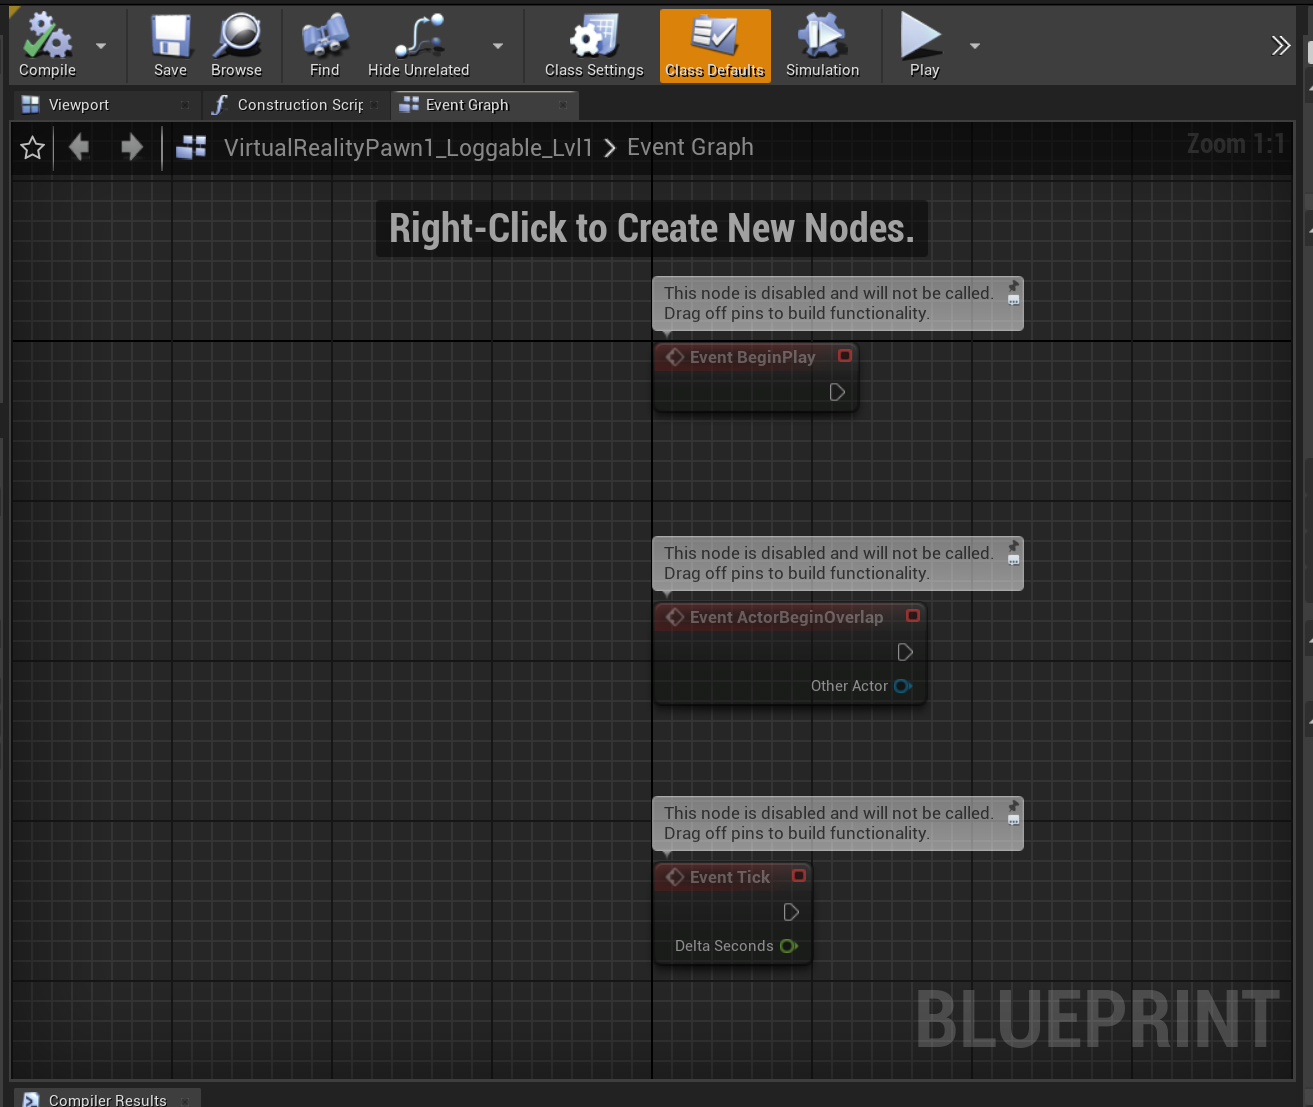 Compile
Save
Browse
Find
Hide Unrelated
Class Settings
Class Defaults
Simulation
Play
Viewport
Construction Scrip
Event Graph
VirtualRealityPawn1_Loggable_Lvl1 > Event Graph
Zoom 1:1
Right-Click to Create New Nodes.
This node is disabled and will not be called.
Drag off pins to build functionality.
Event BeginPlay
This node is disabled and will not be called.
Drag off pins to build functionality.
Event ActorBeginOverlap
Other Actor
This node is disabled and will not be called.
Drag off pins to build functionality.
Event Tick
Delta Seconds
BLUEPRINT
Compiler Results